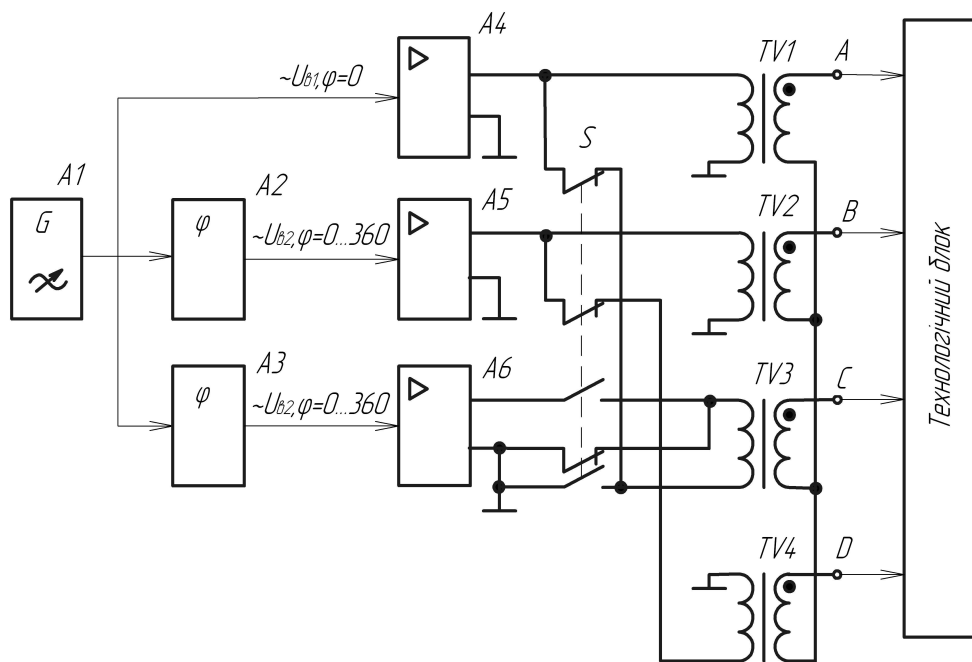 A4
TV1
A
~Uв1,φ=0
S
A1
A2
A5
TV2
B
G
φ
~Uв2,φ=0...360
A3
A6
TV3
C
φ
~Uв2,φ=0...360
TV4
D
Технологічний блок